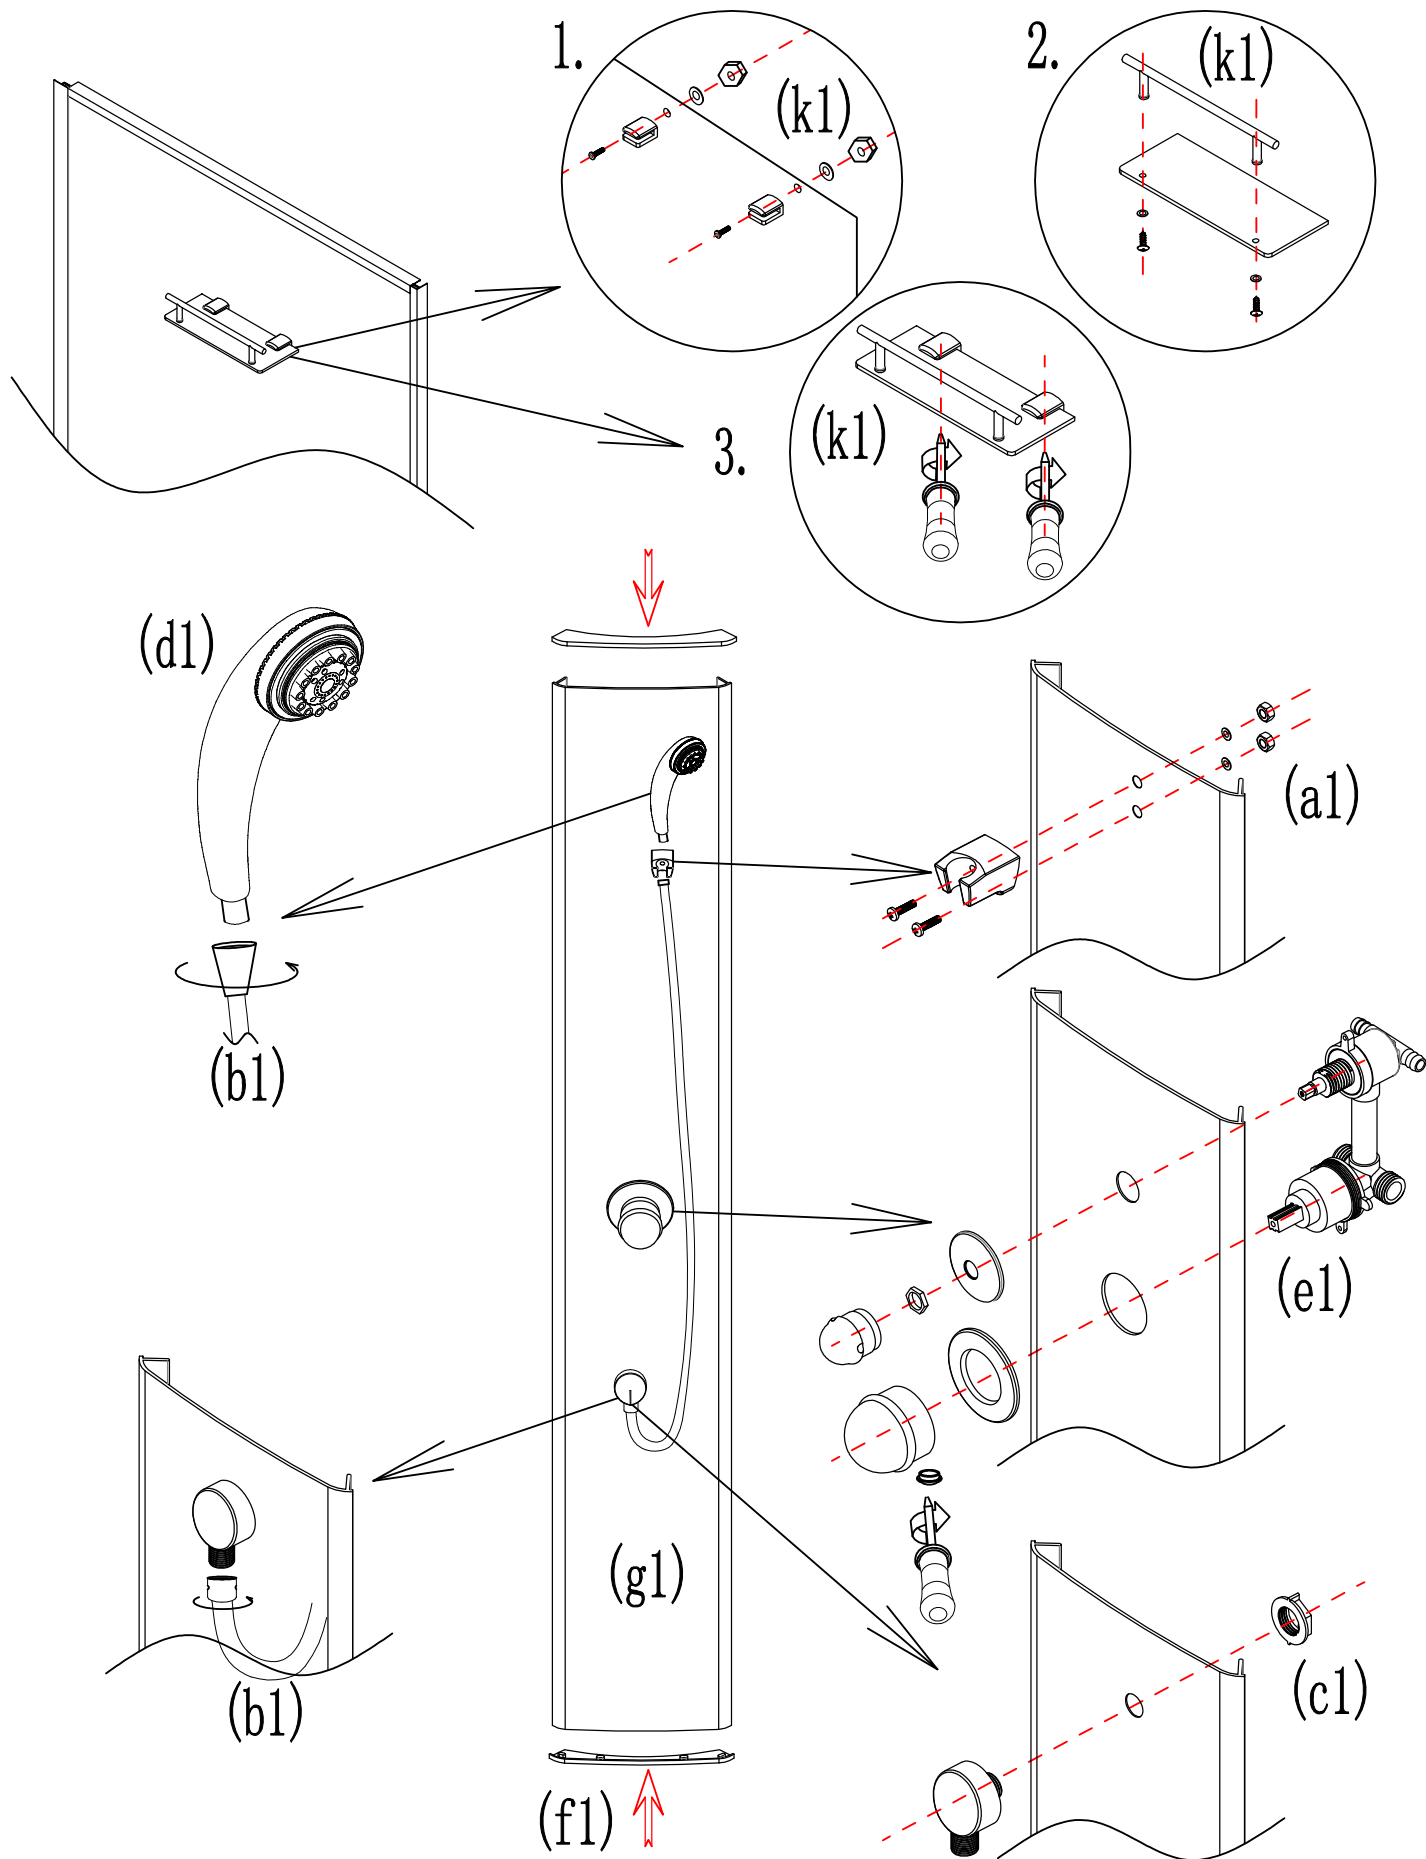 1.
(k1)
2.
(k1)
3.
(k1)
(d1)
(a1)
(b1)
(e1)
(g1)
(b1)
(c1)
(f1)